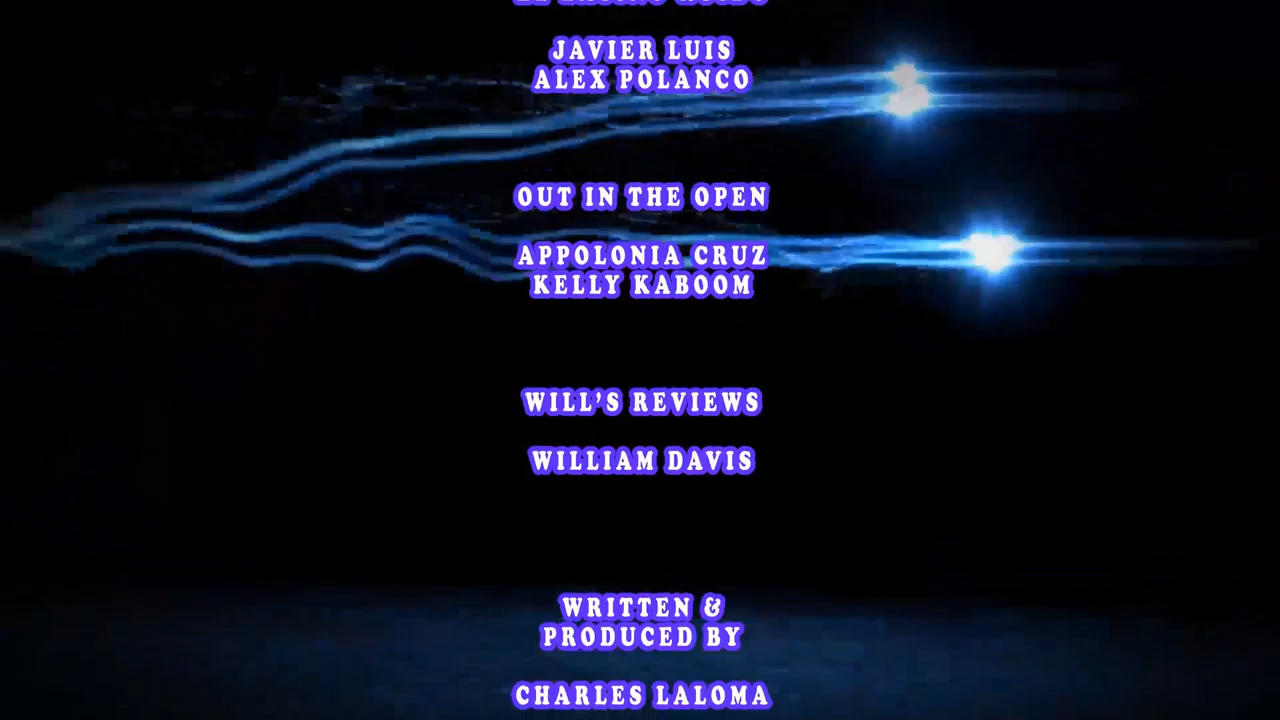 JAVIER LUIS
ALEX POLANCO
OUT IN THE OPEN
APPOLONIA CRUZ
KELLY KABOOM
WILL'S REVIEWS
WILLIAM DAVIS
WRITTEN &
PRODUCED BY
CHARLES LALOMA